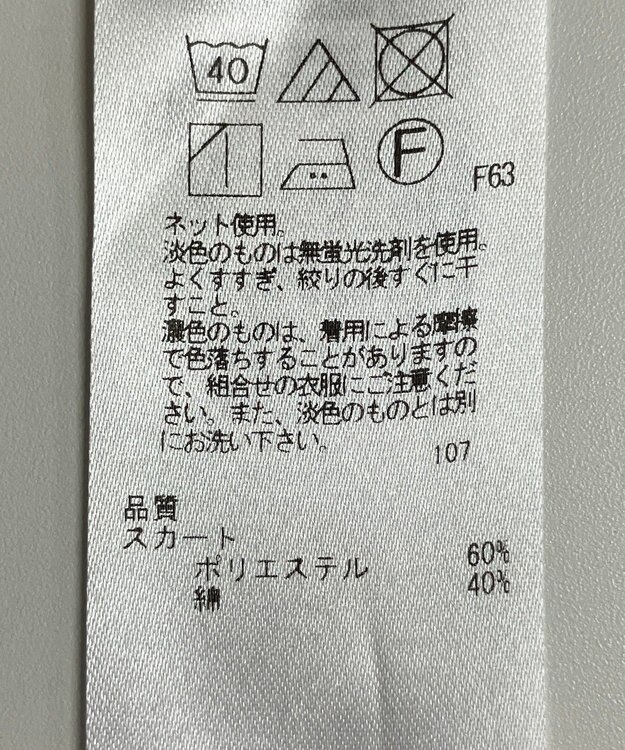 40
F
F63
ネット使用。
淡色のものは無蛍光洗剤を使用。
よくすすぎ、絞りの後すぐに干
すこと。
濃色のものは、着用による摩擦
で色落ちすることがありますの
で、組合せの衣服にご注意くだ
さい。また、淡色のものとは別
にお洗い下さい。
107
品質
スカート
ポリエステル 60%
綿 40%